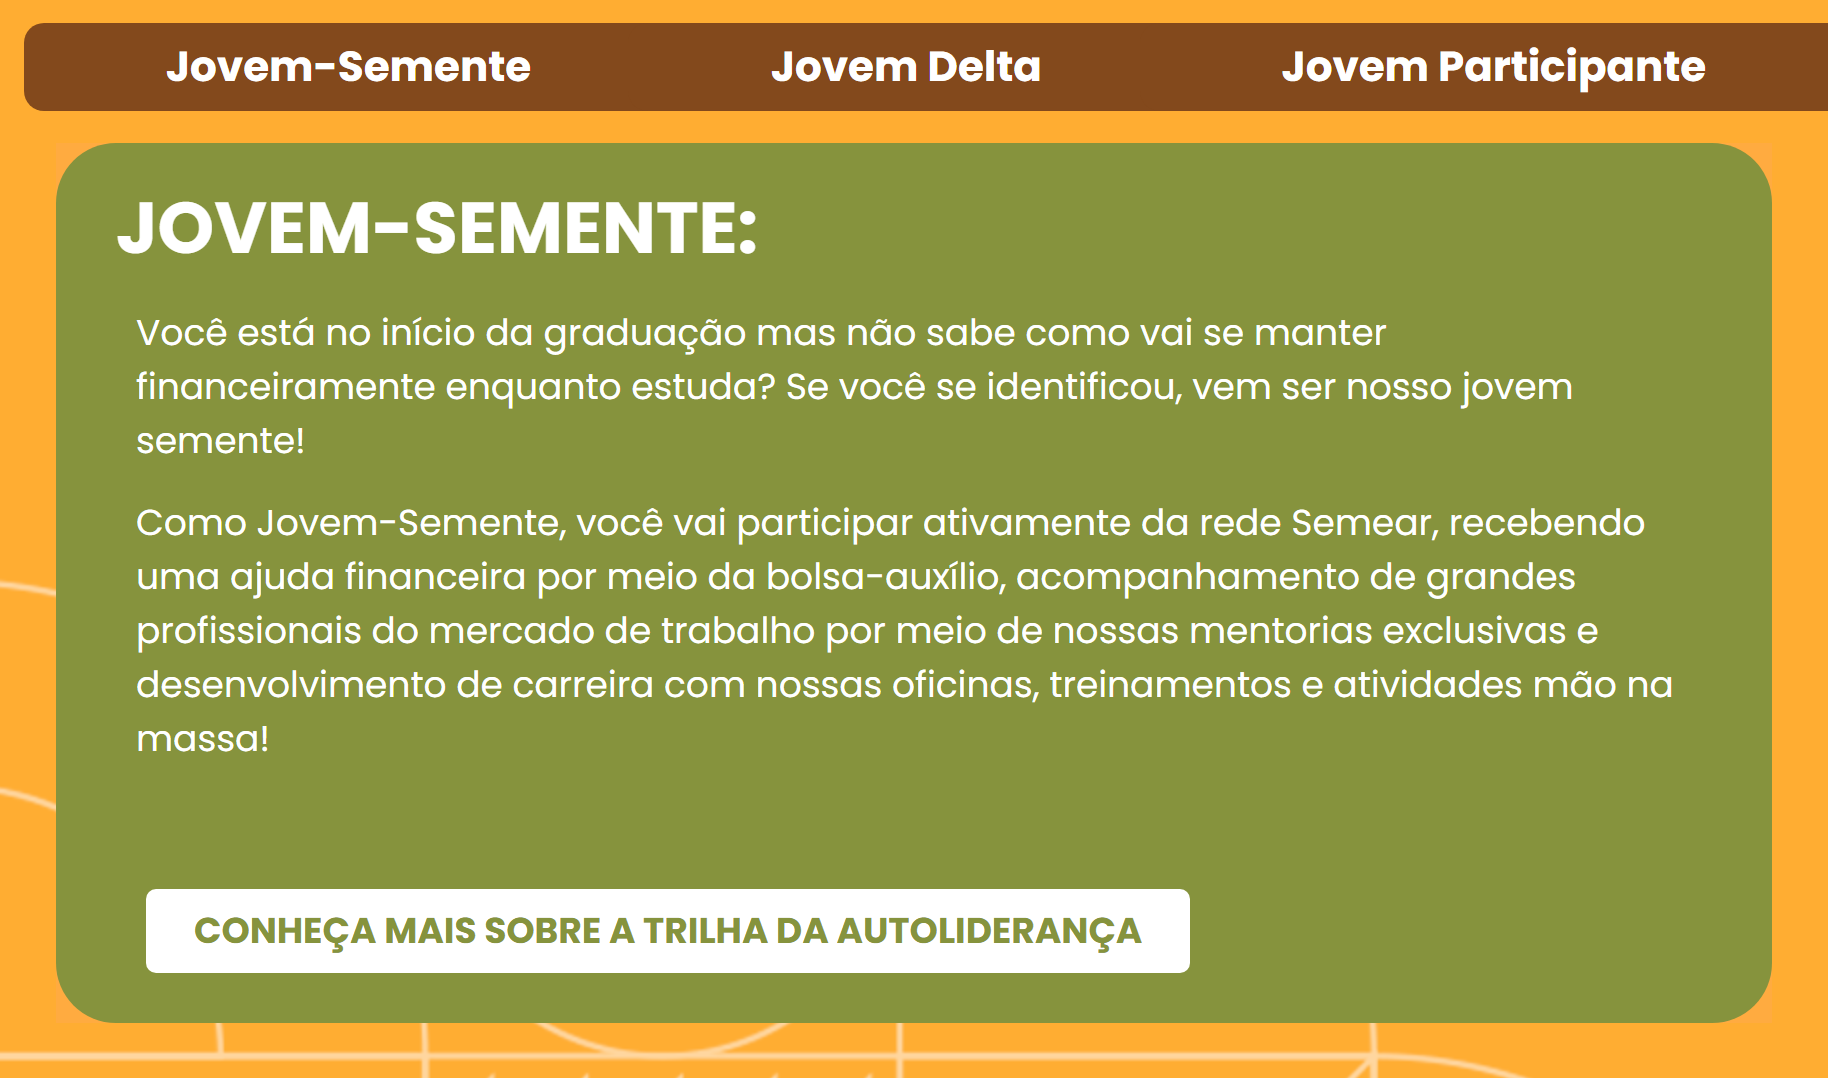 Jovem-Semente Jovem Delta Jovem Participante
JOVEM-SEMENTE:
Você está no início da graduação mas não sabe como vai se manter
financeiramente enquanto estuda? Se você se identificou, vem ser nosso jovem
semente!
Como Jovem-Semente, você vai participar ativamente da rede Semear, recebendo
uma ajuda financeira por meio da bolsa-auxílio, acompanhamento de grandes
profissionais do mercado de trabalho por meio de nossas mentorias exclusivas e
desenvolvimento de carreira com nossas oficinas, treinamentos e atividades mão na
massa!
CONHEÇA MAIS SOBRE A TRILHA DA AUTOLIDERANÇA